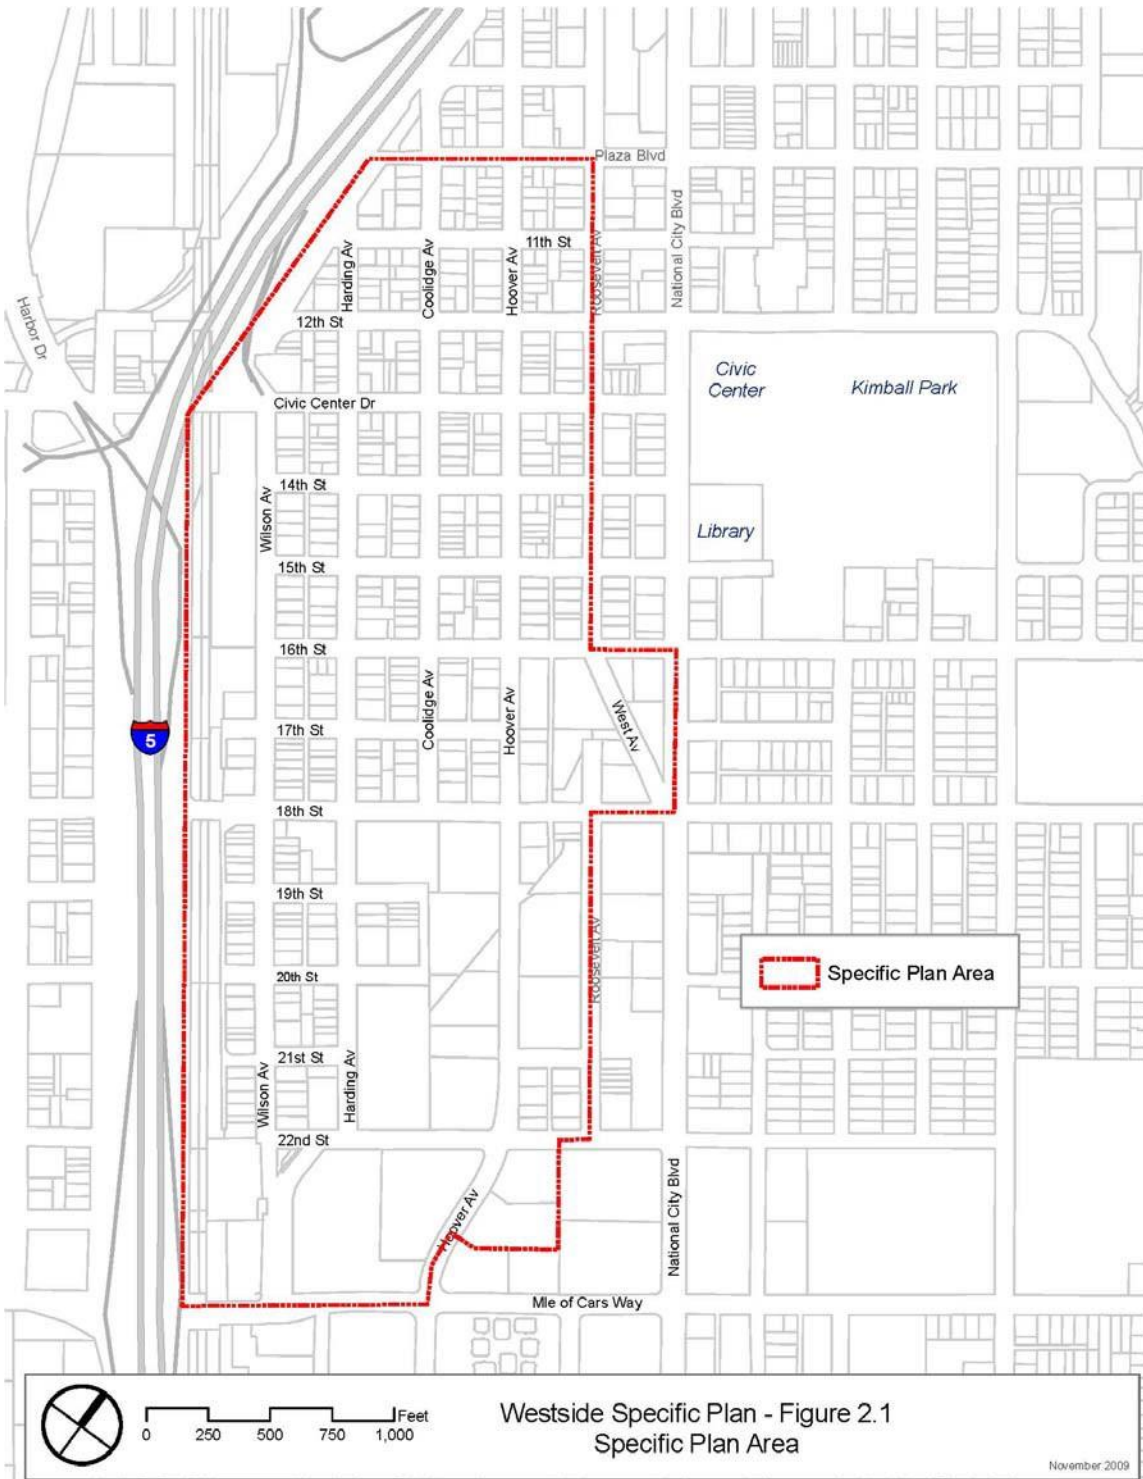 Plaza Blvd
11th St
Harding Av
Coolidge Av
Hoover Av
Roosevelt Av
National City Blvd
Harbor Dr
12th St
Civic
Center
Kimball Park
Civic Center Dr
14th St
Wilson Av
Library
15th St
16th St
Coolidge Av
Hoover Av
West Av
17th St
5
18th St
19th St
Roosevelt Av
Specific Plan Area
20th St
21st St
Wilson Av
Harding Av
22nd St
Hoover Av
National City Blvd
Mle of Cars Way
Feet
0 250 500 750 1,000
Westside Specific Plan - Figure 2.1
Specific Plan Area
November 2009